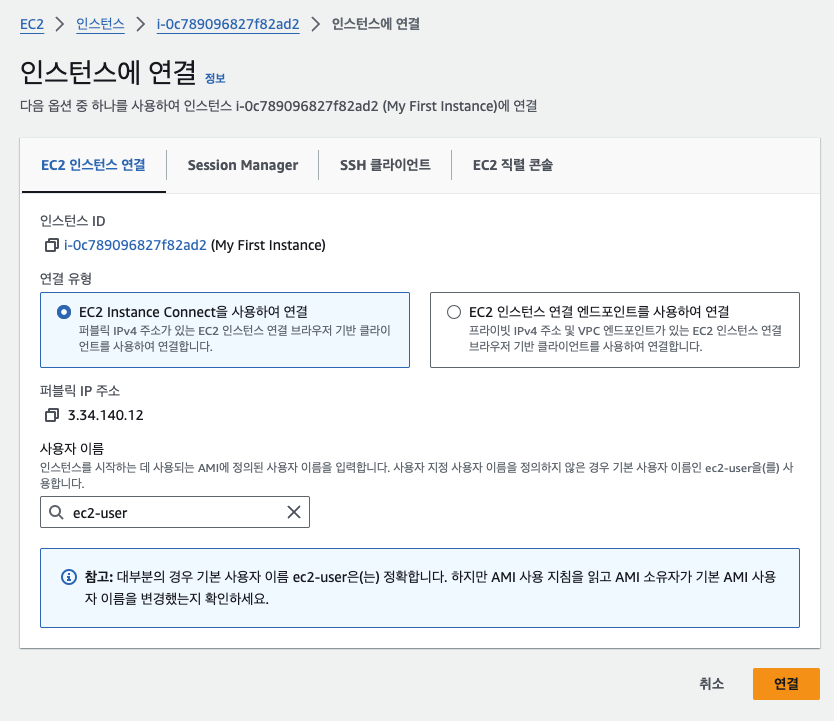 EC2 > 인스턴스 > i-0c789096827f82ad2 > 인스턴스에 연결
인스턴스에 연결 정보
다음 옵션 중 하나를 사용하여 인스턴스 i-0c789096827f82ad2 (My First Instance)에 연결
EC2 인스턴스 연결 Session Manager SSH 클라이언트 EC2 직렬 콘솔
인스턴스 ID
i-0c789096827f82ad2 (My First Instance)
연결 유형
EC2 Instance Connect을 사용하여 연결
퍼블릭 IPv4 주소가 있는 EC2 인스턴스 연결 브라우저 기반 클라이
언트를 사용하여 연결합니다.
EC2 인스턴스 연결 엔드포인트를 사용하여 연결
프라이빗 IPv4 주소 및 VPC 엔드포인트가 있는 EC2 인스턴스 연결
브라우저 기반 클라이언트를 사용하여 연결합니다.
퍼블릭 IP 주소
3.34.140.12
사용자 이름
인스턴스를 시작하는 데 사용되는 AMI에 정의된 사용자 이름을 입력합니다. 사용자 지정 사용자 이름을 정의하지 않은 경우 기본 사용자 이름인 ec2-user을(를) 사
용합니다.
ec2-user
참고: 대부분의 경우 기본 사용자 이름 ec2-user은(는) 정확합니다. 하지만 AMI 사용 지침을 읽고 AMI 소유자가 기본 AMI 사용
자 이름을 변경했는지 확인하세요.
취소 연결